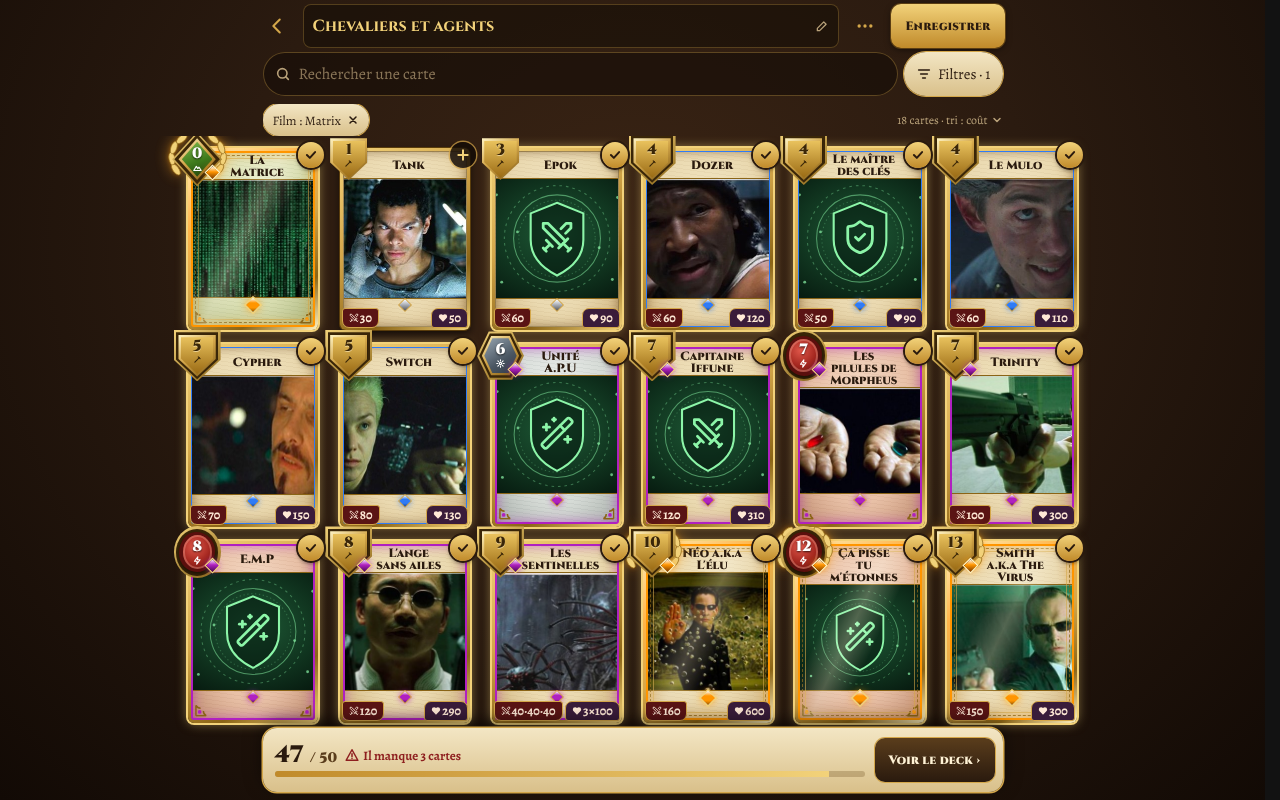 Chevaliers et agents
Enregistrer
Rechercher une carte
Filtres · 1
Film : Matrix
18 cartes · tri : coût
0
La Matrice
1
Tank
30
50
3
Epok
60
90
4
Dozer
60
120
4
Le Maître des Clés
50
90
4
Le Mulo
60
110
5
Cypher
70
150
5
Switch
80
130
6
Unité A.P.U
7
Capitaine Iffune
120
310
7
Les Pilules de Morpheus
7
Trinity
100
300
8
E.M.P
8
L'Ange sans ailes
120
290
9
Les Sentinelles
40·40·40
3×100
10
Néo a.k.a L'Élu
160
600
12
Ça pisse tu m'étonnes
13
Smith a.k.a The Virus
150
300
47 / 50
Il manque 3 cartes
Voir le deck ›